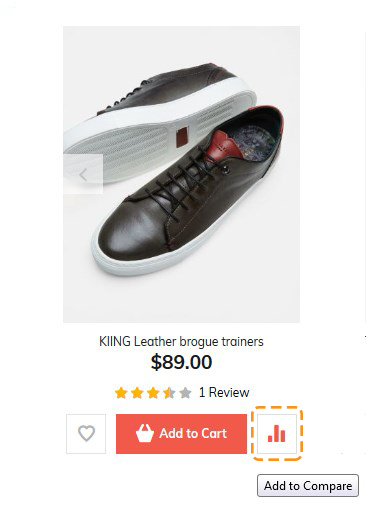 KIING Leather brogue trainers
$89.00
1 Review
Add to Cart
Add to Compare